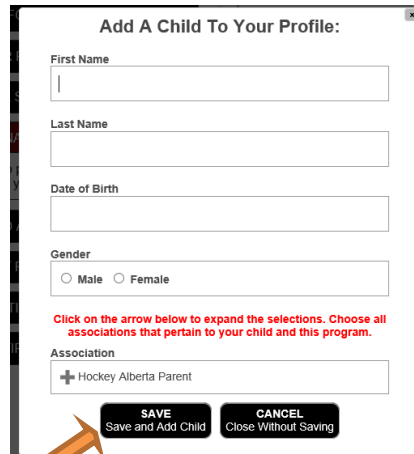 Add A Child To Your Profile:
First Name
Last Name
Date of Birth
Gender
Male Female
Click on the arrow below to expand the selections. Choose all
associations that pertain to your child and this program.
Association
Hockey Alberta Parent
SAVE
Save and Add Child
CANCEL
Close Without Saving